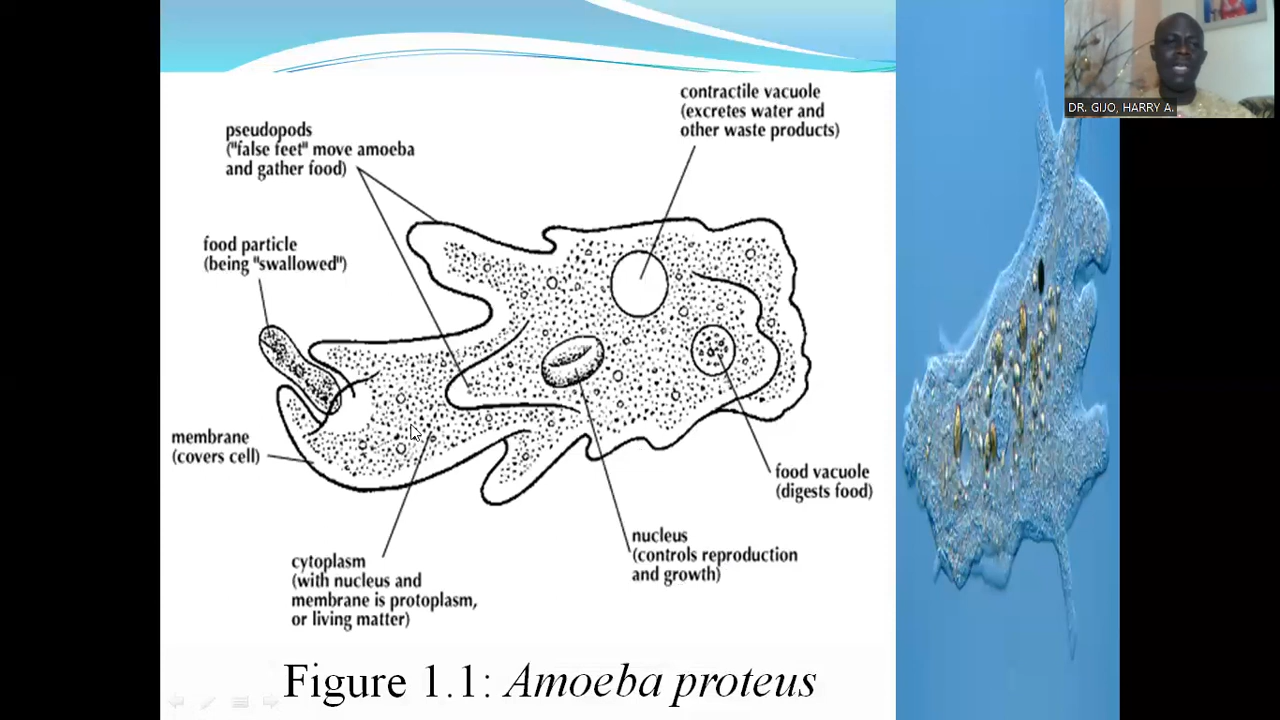 contractile vacuole
(excretes water and
other waste products)
pseudopods
("false feet" move amoeba
and gather food)
food particle
(being "swallowed")
membrane
(covers cell)
food vacuole
(digests food)
nucleus
(controls reproduction
and growth)
cytoplasm
(with nucleus and
membrane is protoplasm,
or living matter)
Figure 1.1: Amoeba proteus
DR. GIJO, HARRY A.